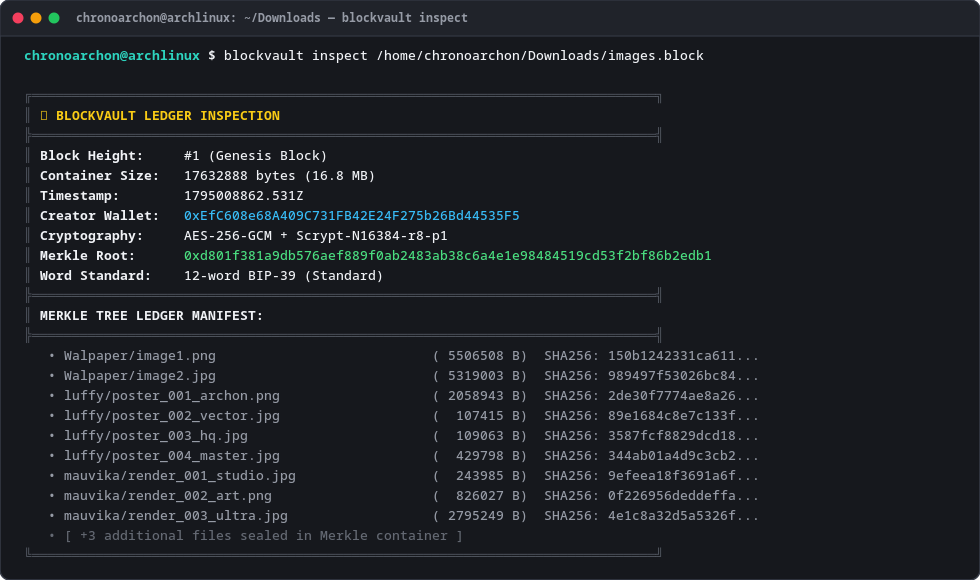 chronoarchon@archlinux: ~/Downloads — blockvault inspect
chronoarchon@archlinux $ blockvault inspect /home/chronoarchon/Downloads/images.block
BLOCKVAULT LEDGER INSPECTION
Block Height: #1 (Genesis Block)
Container Size: 17632888 bytes (16.8 MB)
Timestamp: 1795008862.531Z
Creator Wallet: 0xEfC608e68A409C731FB42E24F275b26Bd44535F5
Cryptography: AES-256-GCM + Scrypt-N16384-r8-p1
Merkle Root: 0xd801f381a9db576aef889f0ab2483ab38c6a4e1e98484519cd53f2bf86b2edb1
Word Standard: 12-word BIP-39 (Standard)
MERKLE TREE LEDGER MANIFEST:
• Walpaper/image1.png ( 5506508 B) SHA256: 150b1242331ca611...
• Walpaper/image2.jpg ( 5319003 B) SHA256: 989497f53026bc84...
• luffy/poster_001_archon.png ( 2058943 B) SHA256: 2de30f7774ae8a26...
• luffy/poster_002_vector.jpg ( 107415 B) SHA256: 89e1684c8e7c133f...
• luffy/poster_003_hq.jpg ( 109063 B) SHA256: 3587fcf8829dcd18...
• luffy/poster_004_master.jpg ( 429798 B) SHA256: 344ab01a4d9c3cb2...
• mauvika/render_001_studio.jpg ( 243985 B) SHA256: 9efeea18f3691a6f...
• mauvika/render_002_art.png ( 826027 B) SHA256: 0f226956deddeffa...
• mauvika/render_003_ultra.jpg ( 2795249 B) SHA256: 4e1c8a32d5a5326f...
• [ +3 additional files sealed in Merkle container ]